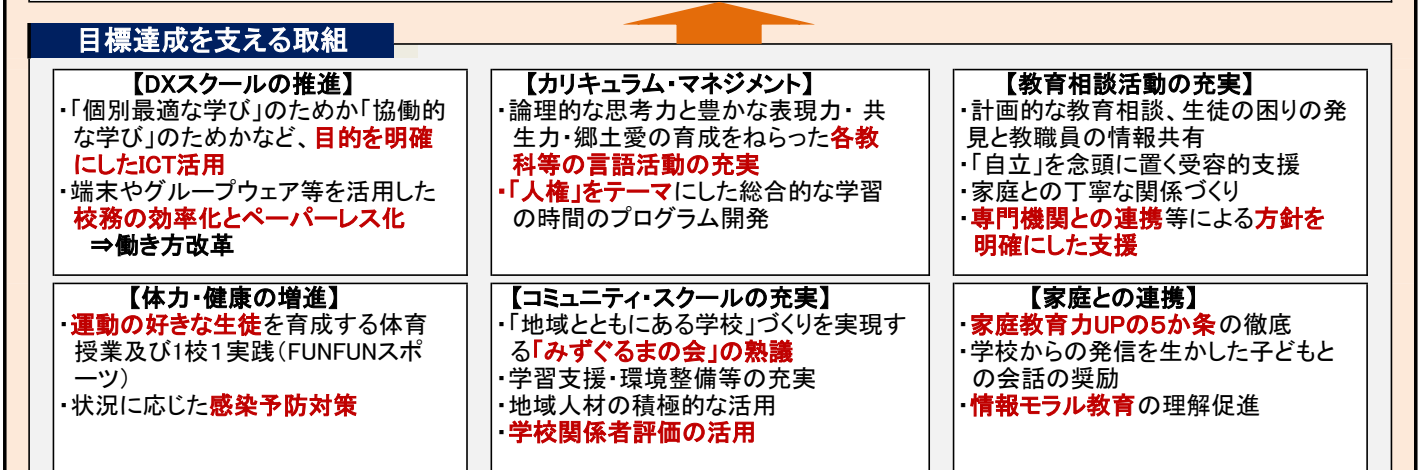 目標達成を支える取組
【DXスクールの推進】
・「個別最適な学び」のためか「協働的
な学び」のためかなど、目的を明確
にしたICT活用
・端末やグループウェア等を活用した
校務の効率化とペーパーレス化
⇒働き方改革
【カリキュラム・マネジメント】
・論理的な思考力と豊かな表現力・ 共
生力・郷土愛の育成をねらった各教
科等の言語活動の充実
・「人権」をテーマにした総合的な学習
の時間のプログラム開発
【教育相談活動の充実】
・計画的な教育相談、生徒の困りの発
見と教職員の情報共有
・「自立」を念頭に置く受容的支援
・家庭との丁寧な関係づくり
・専門機関との連携等による方針を
明確にした支援
【体力・健康の増進】
・運動の好きな生徒を育成する体育
授業及び1校1実践（FUNFUNスポ
ーツ）
・状況に応じた感染予防対策
【コミュニティ・スクールの充実】
・「地域とともにある学校」づくりを実現す
る「みずぐるまの会」の熟議
・学習支援・環境整備等の充実
・地域人材の積極的な活用
・学校関係者評価の活用
【家庭との連携】
・家庭教育力UPの5か条の徹底
・学校からの発信を生かした子どもと
の会話の奨励
・情報モラル教育の理解促進